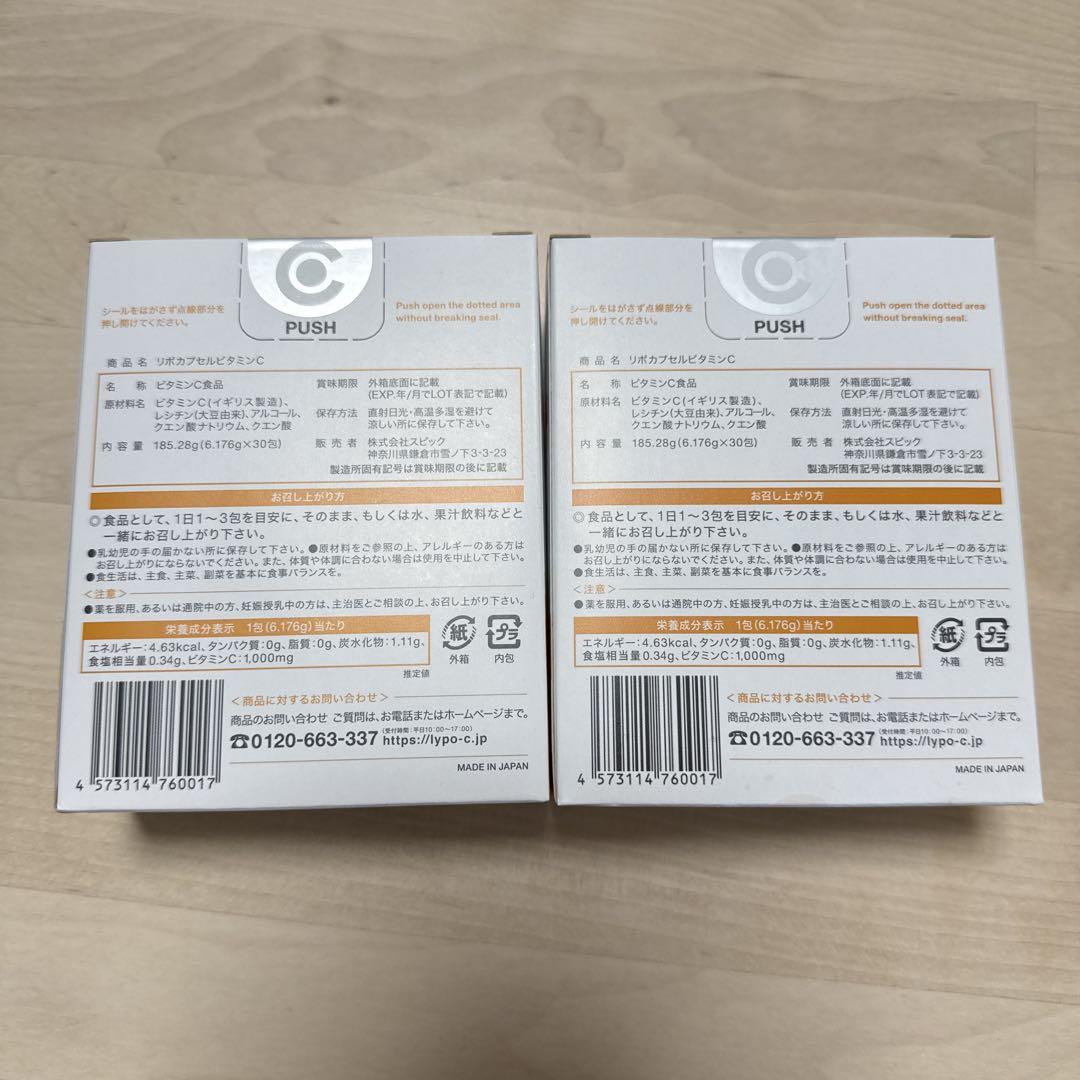 シールをはがさず点線部分を
押し開けてください。
PUSH
Push open the dotted area
without breaking seal.
商品名 リポカプセルビタミンC
名称 ビタミンC食品
原材料名 ビタミンC(イギリス製造)、
レシチン(大豆由来)、アルコール、
クエン酸ナトリウム、クエン酸
内容量 185.28g(6.176g×30包)
賞味期限 外箱底面に記載
(EXP.年/月でLOT表記で記載)
保存方法 直射日光・高温多湿を避けて
涼しい所に保存して下さい。
販売者 株式会社スピック
神奈川県鎌倉市雪ノ下3-3-23
製造所固有記号は賞味期限の後に記載
お召し上がり方
◎食品として、1日1〜3包を目安に、そのまま、もしくは水、果汁飲料などと
一緒にお召し上がり下さい。
●乳幼児の手の届かない所に保存して下さい。●原材料をご参照の上、アレルギーのある方は
お召し上がりにならないでください。また、体質や体調に合わない場合は使用を中止して下さい。
●食生活は、主食、主菜、副菜を基本に食事バランスを。
<注意>
●薬を服用、あるいは通院中の方、妊娠授乳中の方は、主治医とご相談の上、お召し上がり下さい。
栄養成分表示 1包(6.176g)当たり
エネルギー:4.63kcal、タンパク質:0g、脂質:0g、炭水化物:1.11g、
食塩相当量0.34g、ビタミンC:1,000mg
推定値
紙
外箱
プラ
内包
<商品に対するお問い合わせ>
商品のお問い合わせ ご質問は、お電話またはホームページまで。
(受付時間:平日10:00〜17:00)
☎0120-663-337 https://lypo-c.jp
MADE IN JAPAN
4 573114 760017
シールをはがさず点線部分を
押し開けてください。
PUSH
Push open the dotted area
without breaking seal.
商品名 リポカプセルビタミンC
名称 ビタミンC食品
原材料名 ビタミンC(イギリス製造)、
レシチン(大豆由来)、アルコール、
クエン酸ナトリウム、クエン酸
内容量 185.28g(6.176g×30包)
賞味期限 外箱底面に記載
(EXP.年/月でLOT表記で記載)
保存方法 直射日光・高温多湿を避けて
涼しい所に保存して下さい。
販売者 株式会社スピック
神奈川県鎌倉市雪ノ下3-3-23
製造所固有記号は賞味期限の後に記載
お召し上がり方
◎食品として、1日1〜3包を目安に、そのまま、もしくは水、果汁飲料などと
一緒にお召し上がり下さい。
●乳幼児の手の届かない所に保存して下さい。●原材料をご参照の上、アレルギーのある方は
お召し上がりにならないでください。また、体質や体調に合わない場合は使用を中止して下さい。
●食生活は、主食、主菜、副菜を基本に食事バランスを。
<注意>
●薬を服用、あるいは通院中の方、妊娠授乳中の方は、主治医とご相談の上、お召し上がり下さい。
栄養成分表示 1包(6.176g)当たり
エネルギー:4.63kcal、タンパク質:0g、脂質:0g、炭水化物:1.11g、
食塩相当量0.34g、ビタミンC:1,000mg
推定値
紙
外箱
プラ
内包
<商品に対するお問い合わせ>
商品のお問い合わせ ご質問は、お電話またはホームページまで。
(受付時間:平日10:00〜17:00)
☎0120-663-337 https://lypo-c.jp
MADE IN JAPAN
4 573114 760017